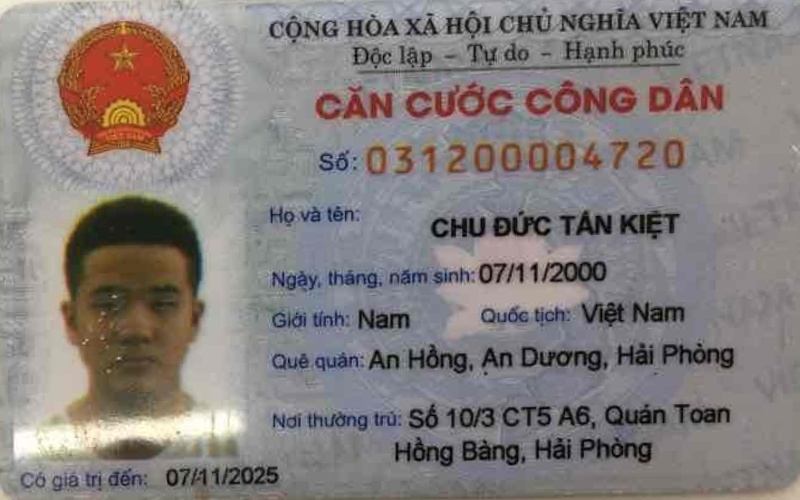 CỘNG HÒA XÃ HỘI CHỦ NGHĨA VIỆT NAM
Độc lập - Tự do - Hạnh phúc
CĂN CƯỚC CÔNG DÂN
Số: 031200004720
Họ và tên: CHU ĐỨC TẤN KIỆT
Ngày, tháng, năm sinh: 07/11/2000
Giới tính: Nam Quốc tịch: Việt Nam
Quê quán: An Hồng, An Dương, Hải Phòng
Nơi thường trú: Số 10/3 CT5 A6, Quán Toan
Hồng Bàng, Hải Phòng
Có giá trị đến: 07/11/2025